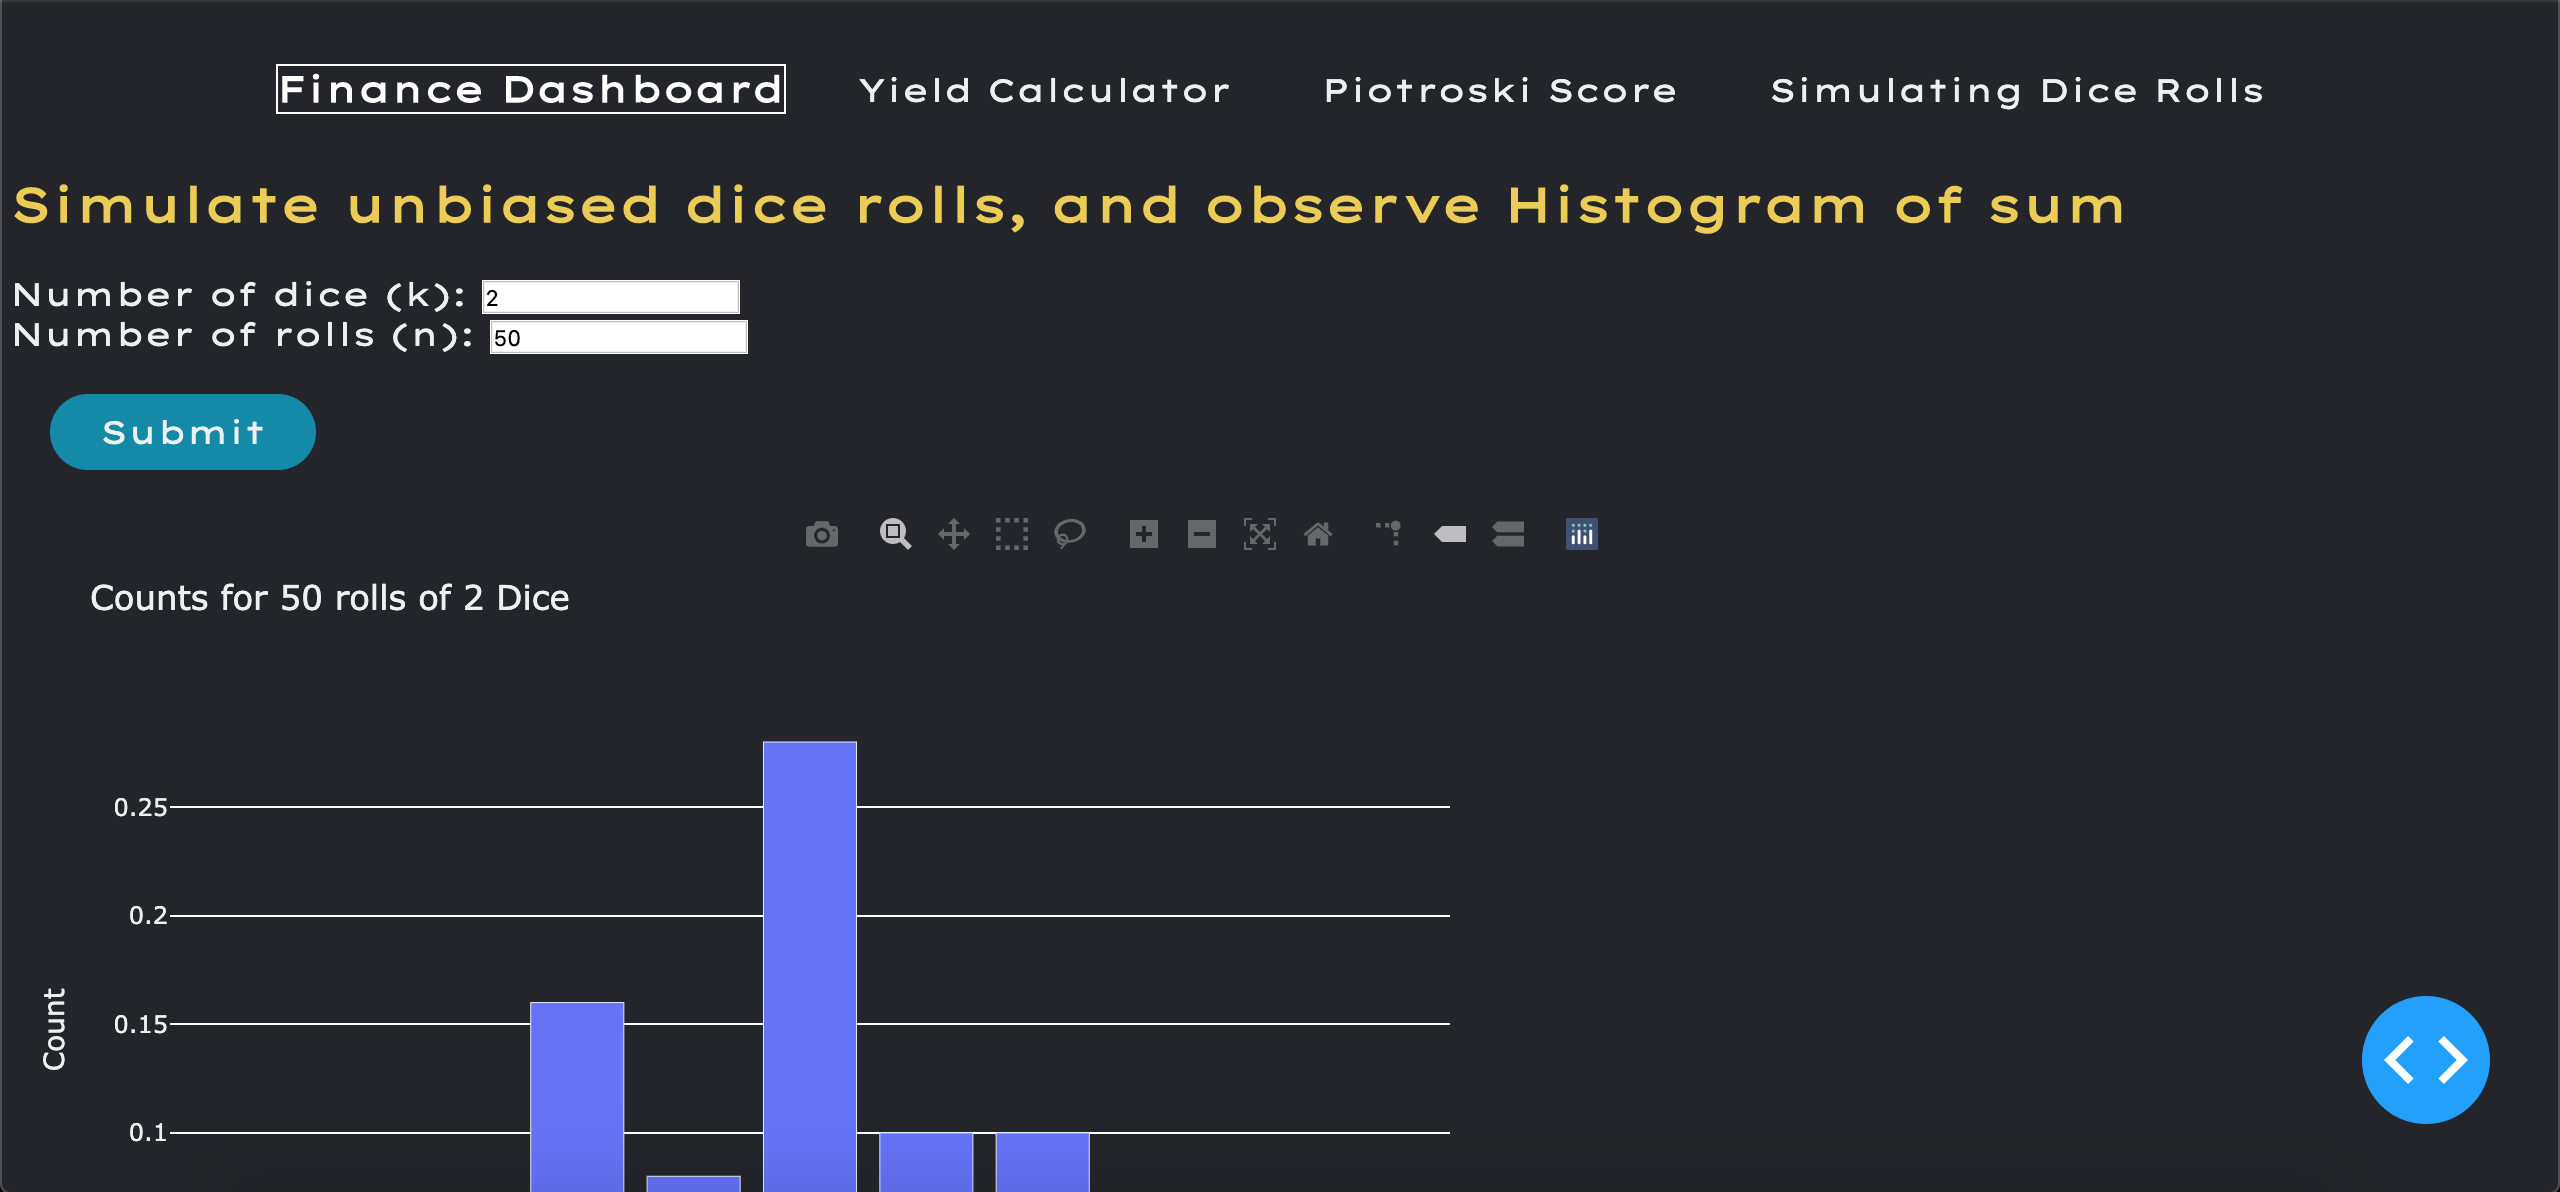 Finance Dashboard Yield Calculator Piotroski Score Simulating Dice Rolls
Simulate unbiased dice rolls, and observe Histogram of sum
Number of dice (k): 2
Number of rolls (n): 50
Submit
Counts for 50 rolls of 2 Dice
0.25
0.2
0.15
0.1
Count